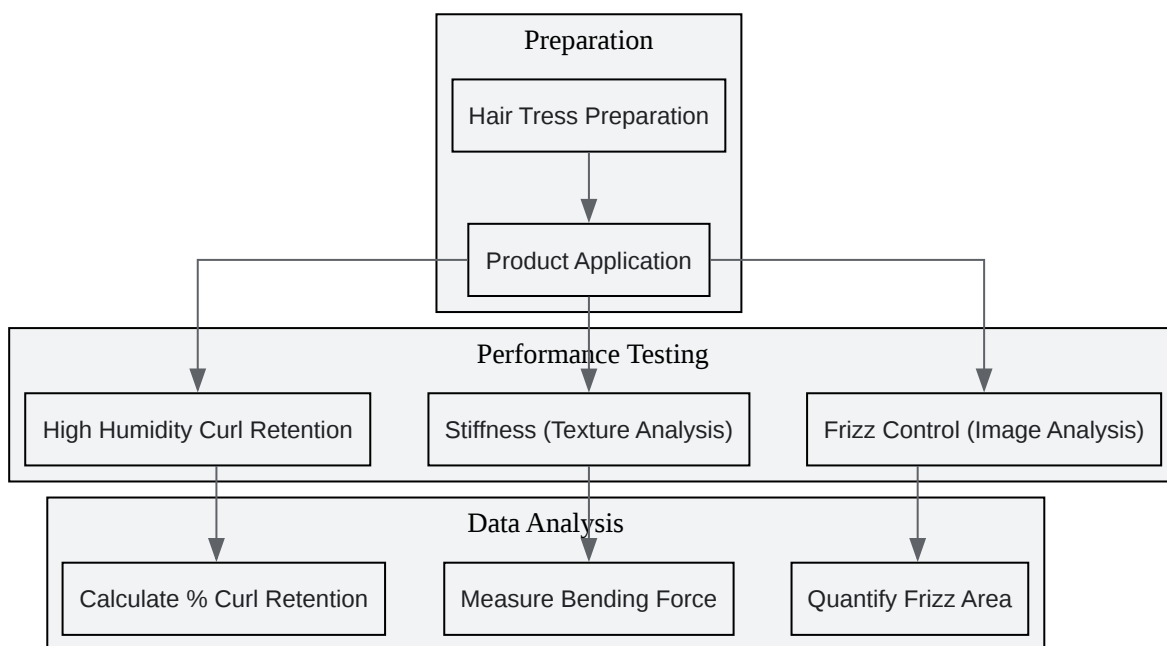 Preparation
Hair Tress Preparation
Product Application
Performance Testing
High Humidity Curl Retention
Stiffness (Texture Analysis)
Frizz Control (Image Analysis)
Data Analysis
Calculate % Curl Retention
Measure Bending Force
Quantify Frizz Area